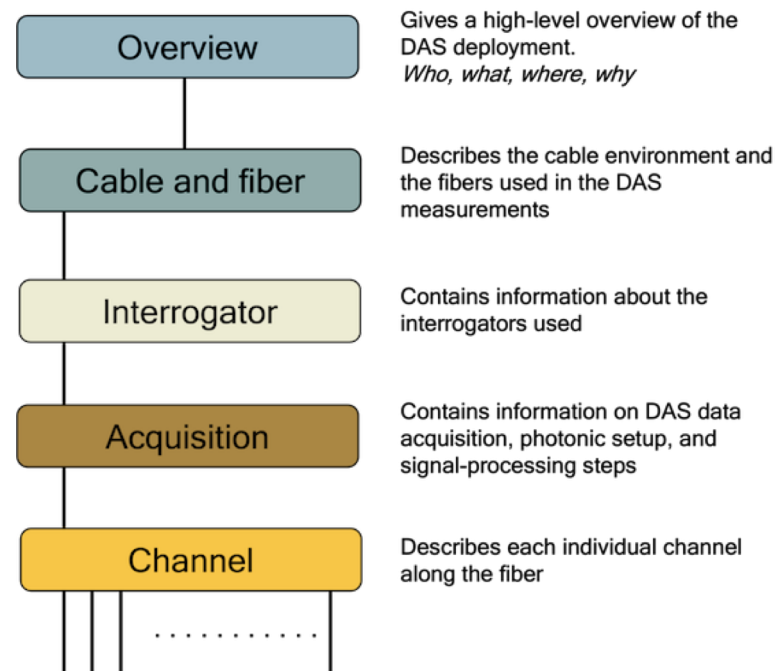 Overview
Gives a high-level overview of the
DAS deployment.
Who, what, where, why
Cable and fiber
Describes the cable environment and
the fibers used in the DAS
measurements
Interrogator
Contains information about the
interrogators used
Acquisition
Contains information on DAS data
acquisition, photonic setup, and
signal-processing steps
Channel
Describes each individual channel
along the fiber
...........